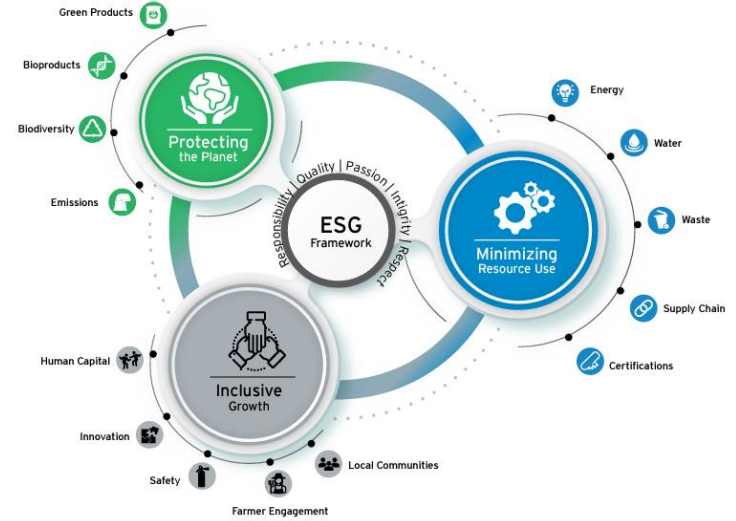 Green Products
Bioproducts
Biodiversity
Emissions
Protecting
the Planet
Responsibility | Quality | Passion | Intigrity | Respect
ESG
Framework
Energy
Water
Waste
Supply Chain
Certifications
Minimizing
Resource Use
Inclusive
Growth
Human Capital
Innovation
Safety
Farmer Engagement
Local Communities